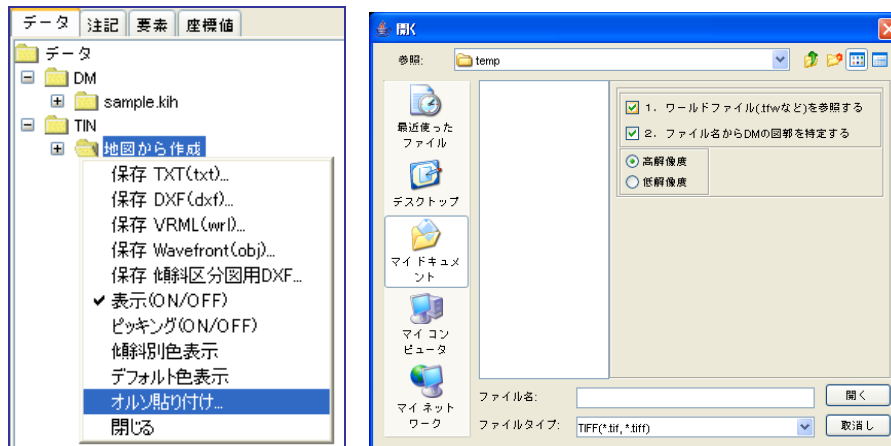 データ 注記 要素 座標値
データ
DM
sample.kih
TIN
地図から作成
保存 TXT(txt)...
保存 DXF(dxf)...
保存 VRML(wrl)...
保存 Wavefront(obj)...
保存 傾斜区分図用DXF...
表示(ON/OFF)
ピッキング(ON/OFF)
傾斜別色表示
デフォルト色表示
オルソ貼り付け...
閉じる
開く
参照: temp
最近使った
ファイル
デスクトップ
マイ ドキュメ
ント
マイ コン
ピュータ
マイ ネット
ワーク
1. ワールドファイル(.tfwなど)を参照する
2. ファイル名からDMの図郭を特定する
高解像度
低解像度
ファイル名: 開く
ファイルタイプ: TIFF(*.tif, *.tiff) 取消し